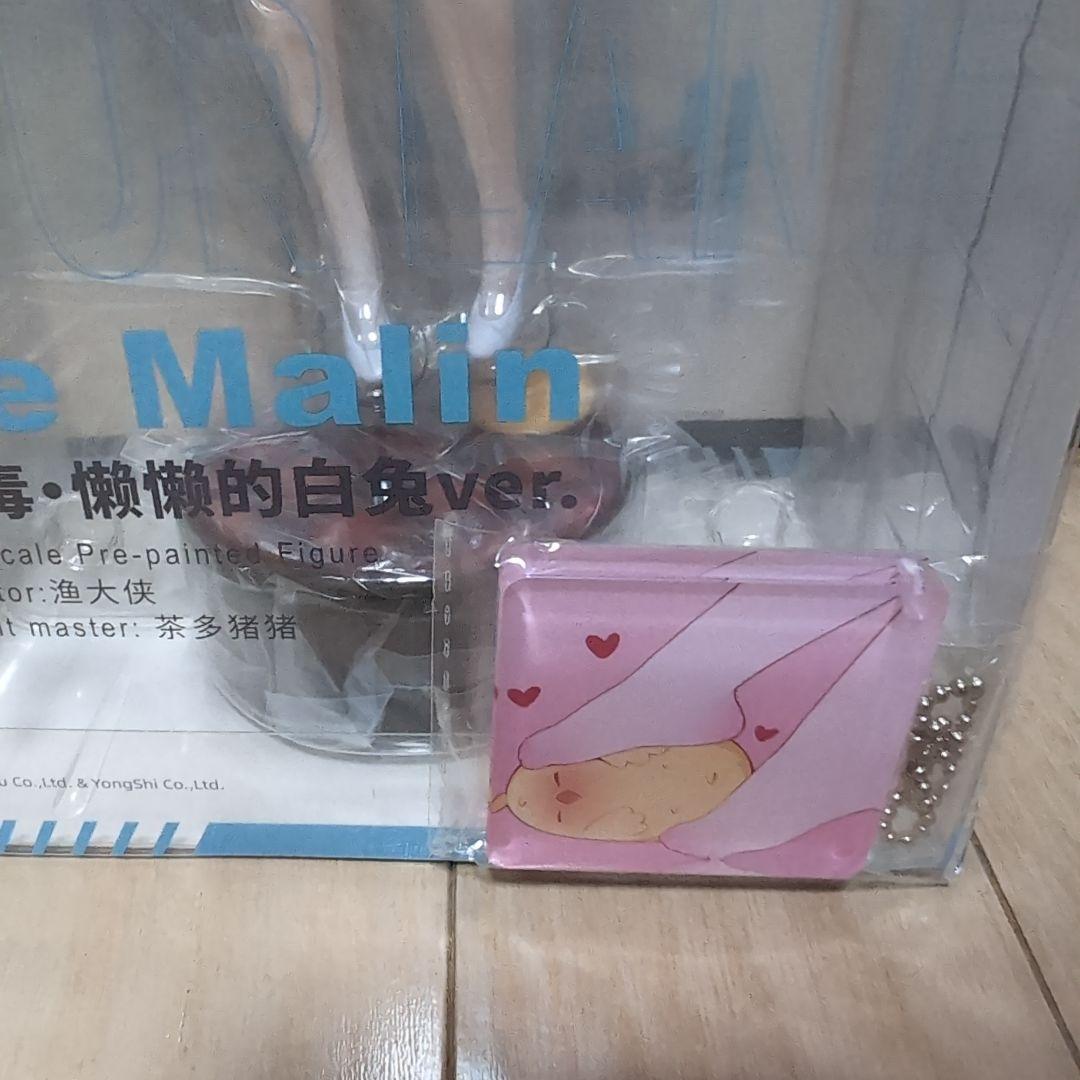 e Malin
毒•懒懒的白兔ver.
cale Pre-painted Figure
tor:渔大侠
nt master: 茶多猪猪
u Co.,Ltd. & YongShi Co.,Ltd.